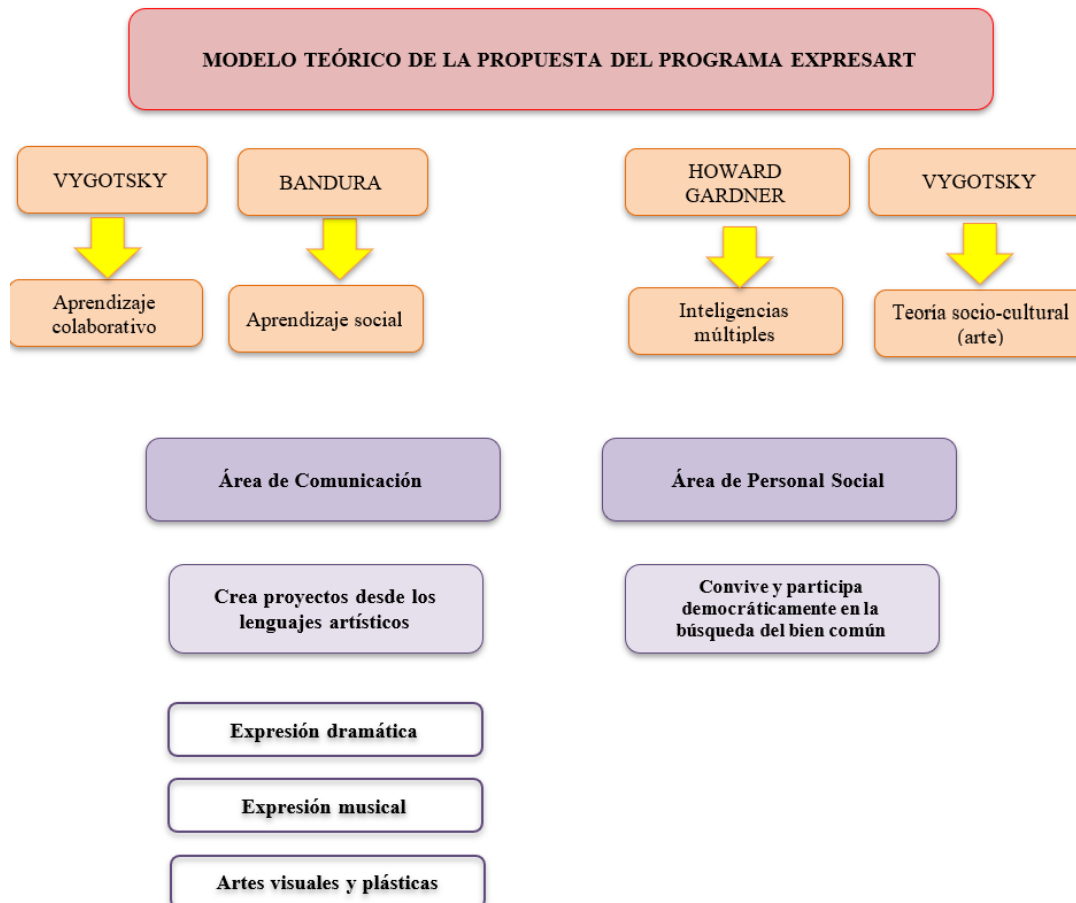 MODELO TEÓRICO DE LA PROPUESTA DEL PROGRAMA EXPRESART
VYGOTSKY
BANDURA
HOWARD
GARDNER
VYGOTSKY
Aprendizaje
colaborativo
Aprendizaje social
Inteligencias
múltiples
Teoría socio-cultural
(arte)
Área de Comunicación
Área de Personal Social
Crea proyectos desde los
lenguajes artísticos
Convive y participa
democráticamente en la
búsqueda del bien común
Expresión dramática
Expresión musical
Artes visuales y plásticas